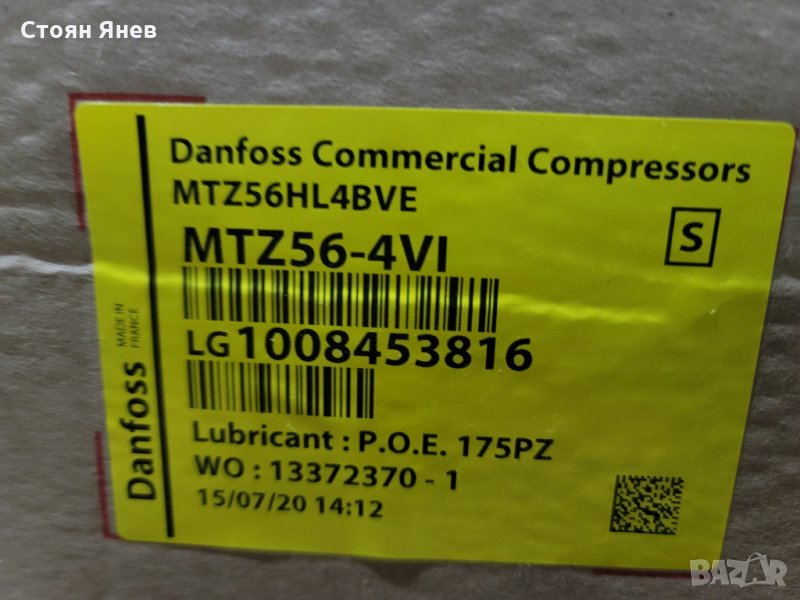 Стоян Янев
Danfoss Commercial Compressors
MTZ56HL4BVE
S
MTZ56-4VI
LG1008453816
Lubricant : P.O.E. 175PZ
WO : 13372370 - 1
15/07/20 14:12
Danfoss
MADE IN
FRANCE
BAZAR